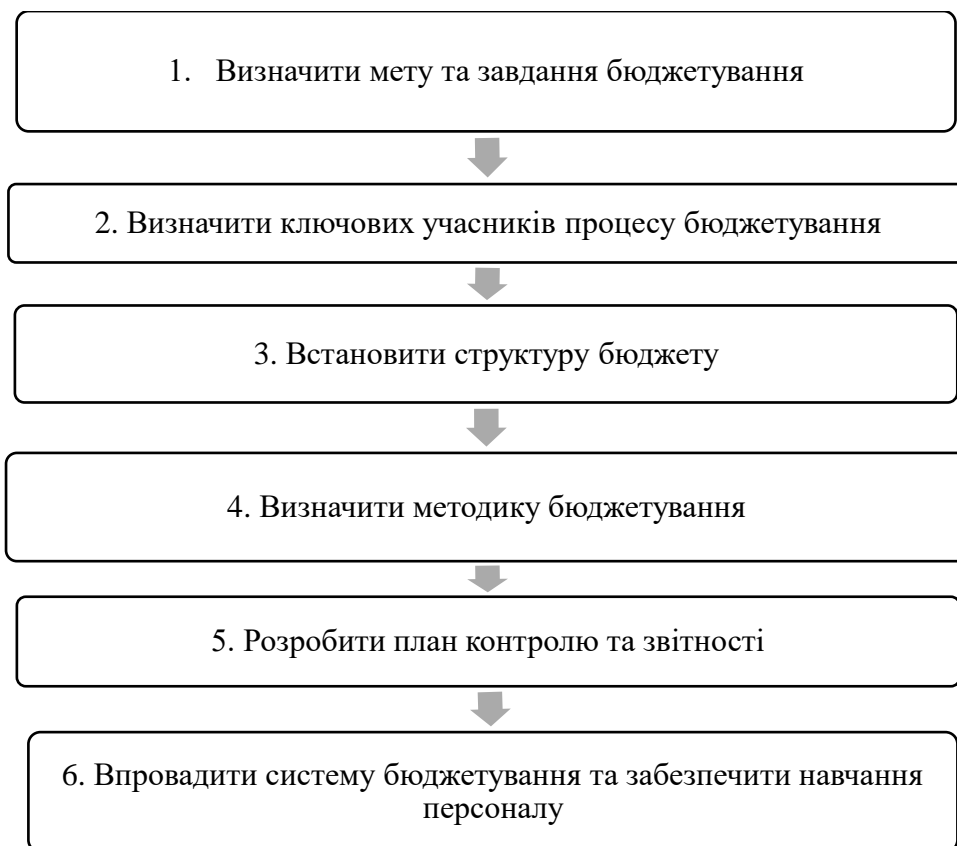 1. Визначити мету та завдання бюджетування
2. Визначити ключових учасників процесу бюджетування
3. Встановити структуру бюджету
4. Визначити методику бюджетування
5. Розробити план контролю та звітності
6. Впровадити систему бюджетування та забезпечити навчання
персоналу